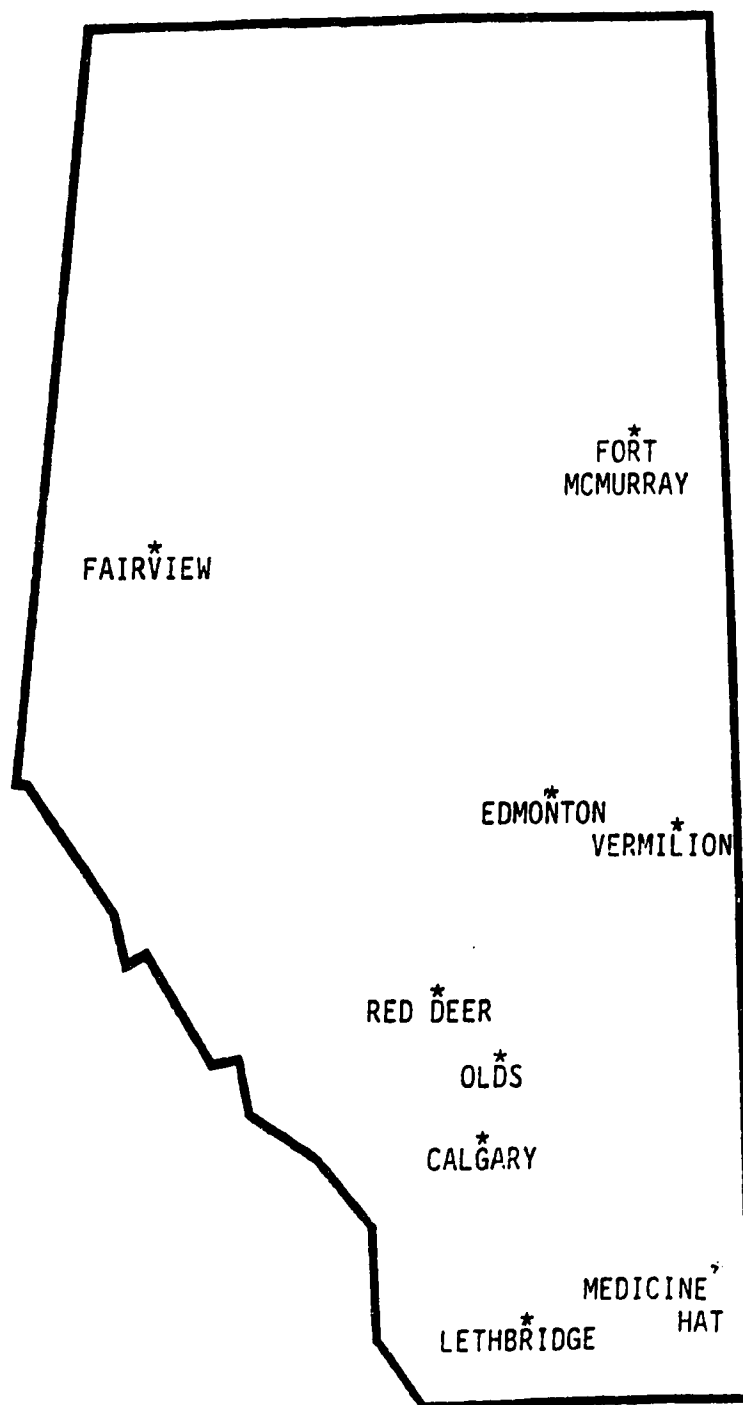 FORT
MCMURRAY
FAIRVIEW
EDMONTON
VERMILION
RED DEER
OLDS
CALGARY
MEDICINE
HAT
LETHBRIDGE